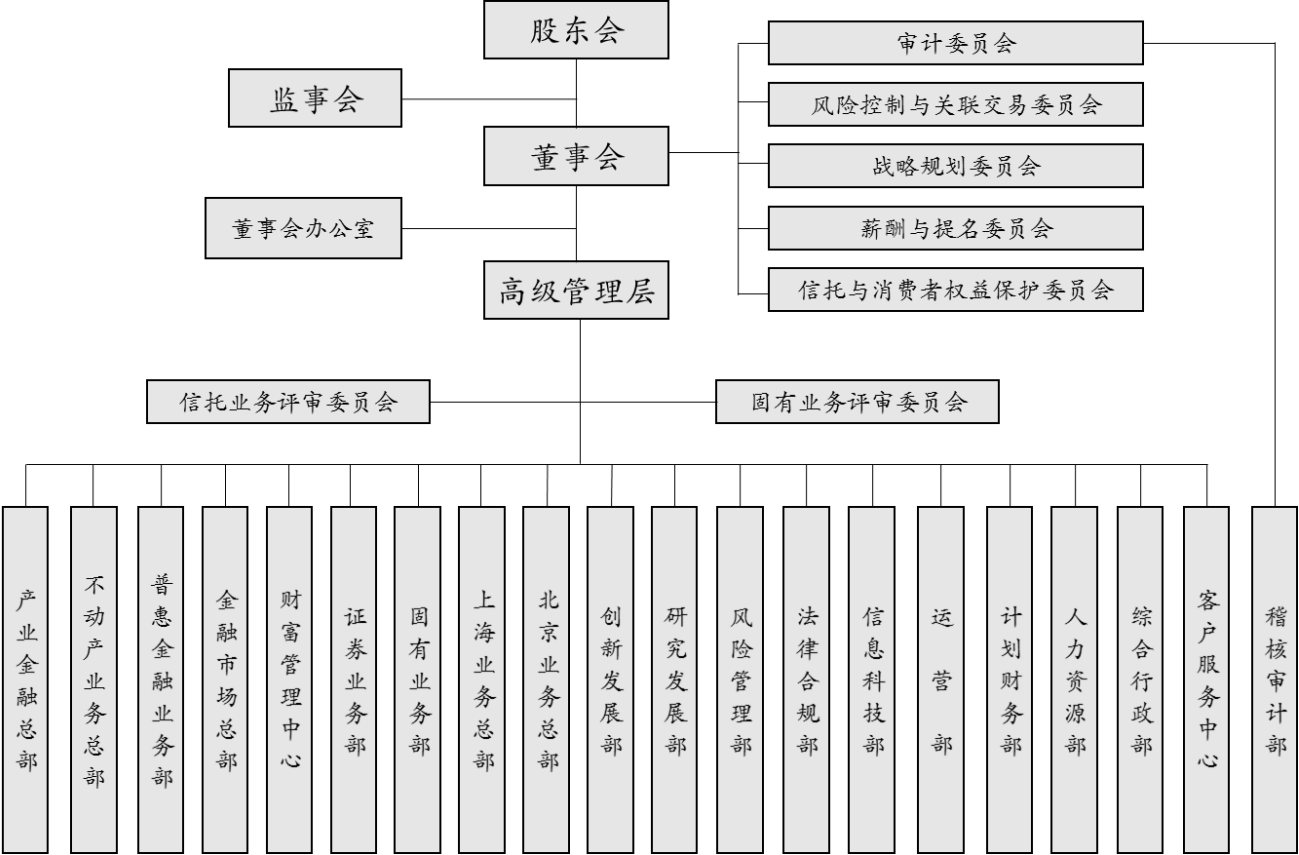 股东会
审计委员会
监事会
风险控制与关联交易委员会
董事会
战略规划委员会
董事会办公室
薪酬与提名委员会
高级管理层
信托与消费者权益保护委员会
信托业务评审委员会
固有业务评审委员会
产业金融总部
不动产业务总部
普惠金融业务部
金融市场总部
财富管理中心
证券业务部
固有业务部
上海业务总部
北京业务总部
创新发展部
研究发展部
风险管理部
法律合规部
信息科技部
运营部
计划财务部
人力资源部
综合行政部
客户服务中心
稽核审计部